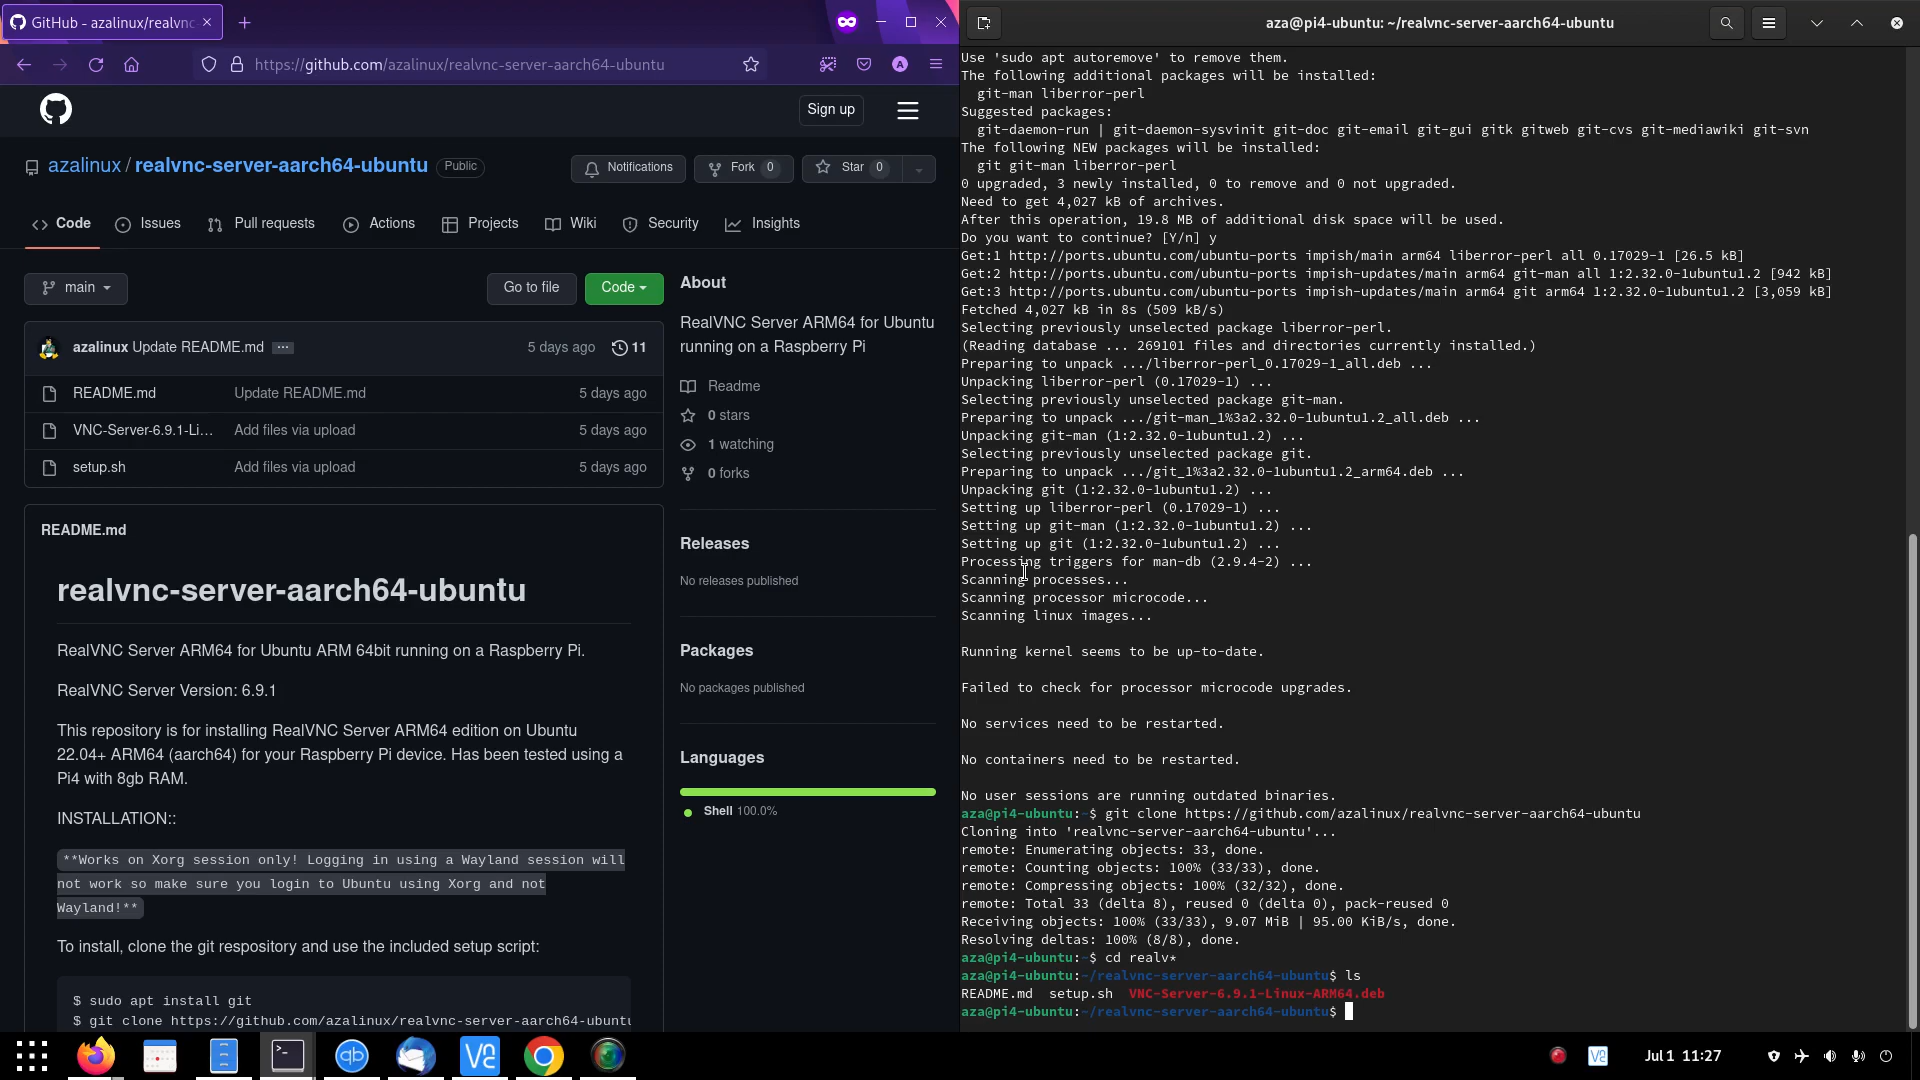 GitHub - azalinux/realvnc-
https://github.com/azalinux/realvnc-server-aarch64-ubuntu
Sign up
azalinux / realvnc-server-aarch64-ubuntu Public
Notifications Fork 0 Star 0
Code Issues Pull requests Actions Projects Wiki Security Insights
main Go to file Code
azalinux Update README.md ... 5 days ago 11
README.md Update README.md 5 days ago
VNC-Server-6.9.1-Li... Add files via upload 5 days ago
setup.sh Add files via upload 5 days ago
README.md
realvnc-server-aarch64-ubuntu
RealVNC Server ARM64 for Ubuntu ARM 64bit running on a Raspberry Pi.
RealVNC Server Version: 6.9.1
This repository is for installing RealVNC Server ARM64 edition on Ubuntu
22.04+ ARM64 (aarch64) for your Raspberry Pi device. Has been tested using a
Pi4 with 8gb RAM.
INSTALLATION::
**Works on Xorg session only! Logging in using a Wayland session will
not work so make sure you login to Ubuntu using Xorg and not
Wayland!**
To install, clone the git respository and use the included setup script:
$ sudo apt install git
$ git clone https://github.com/azalinux/realvnc-server-aarch64-ubuntu
About
RealVNC Server ARM64 for Ubuntu
running on a Raspberry Pi
Readme
0 stars
1 watching
0 forks
Releases
No releases published
Packages
No packages published
Languages
Shell 100.0%
aza@pi4-ubuntu: ~/realvnc-server-aarch64-ubuntu
Use 'sudo apt autoremove' to remove them.
The following additional packages will be installed:
git-man liberror-perl
Suggested packages:
git-daemon-run | git-daemon-sysvinit git-doc git-email git-gui gitk gitweb git-cvs git-mediawiki git-svn
The following NEW packages will be installed:
git git-man liberror-perl
0 upgraded, 3 newly installed, 0 to remove and 0 not upgraded.
Need to get 4,027 kB of archives.
After this operation, 19.8 MB of additional disk space will be used.
Do you want to continue? [Y/n] y
Get:1 http://ports.ubuntu.com/ubuntu-ports impish/main arm64 liberror-perl all 0.17029-1 [26.5 kB]
Get:2 http://ports.ubuntu.com/ubuntu-ports impish-updates/main arm64 git-man all 1:2.32.0-1ubuntu1.2 [942 kB]
Get:3 http://ports.ubuntu.com/ubuntu-ports impish-updates/main arm64 git arm64 1:2.32.0-1ubuntu1.2 [3,059 kB]
Fetched 4,027 kB in 8s (509 kB/s)
Selecting previously unselected package liberror-perl.
(Reading database ... 269101 files and directories currently installed.)
Preparing to unpack .../liberror-perl_0.17029-1_all.deb ...
Unpacking liberror-perl (0.17029-1) ...
Selecting previously unselected package git-man.
Preparing to unpack .../git-man_1%3a2.32.0-1ubuntu1.2_all.deb ...
Unpacking git-man (1:2.32.0-1ubuntu1.2) ...
Selecting previously unselected package git.
Preparing to unpack .../git_1%3a2.32.0-1ubuntu1.2_arm64.deb ...
Unpacking git (1:2.32.0-1ubuntu1.2) ...
Setting up liberror-perl (0.17029-1) ...
Setting up git-man (1:2.32.0-1ubuntu1.2) ...
Setting up git (1:2.32.0-1ubuntu1.2) ...
Processing triggers for man-db (2.9.4-2) ...
Scanning processes...
Scanning processor microcode...
Scanning linux images...
Running kernel seems to be up-to-date.
Failed to check for processor microcode upgrades.
No services need to be restarted.
No containers need to be restarted.
No user sessions are running outdated binaries.
aza@pi4-ubuntu:~$ git clone https://github.com/azalinux/realvnc-server-aarch64-ubuntu
Cloning into 'realvnc-server-aarch64-ubuntu'...
remote: Enumerating objects: 33, done.
remote: Counting objects: 100% (33/33), done.
remote: Compressing objects: 100% (32/32), done.
remote: Total 33 (delta 8), reused 0 (delta 0), pack-reused 0
Receiving objects: 100% (33/33), 9.07 MiB | 95.00 KiB/s, done.
Resolving deltas: 100% (8/8), done.
aza@pi4-ubuntu:~$ cd realv*
aza@pi4-ubuntu:~/realvnc-server-aarch64-ubuntu$ ls
README.md setup.sh VNC-Server-6.9.1-Linux-ARM64.deb
aza@pi4-ubuntu:~/realvnc-server-aarch64-ubuntu$
Jul 1 11:27